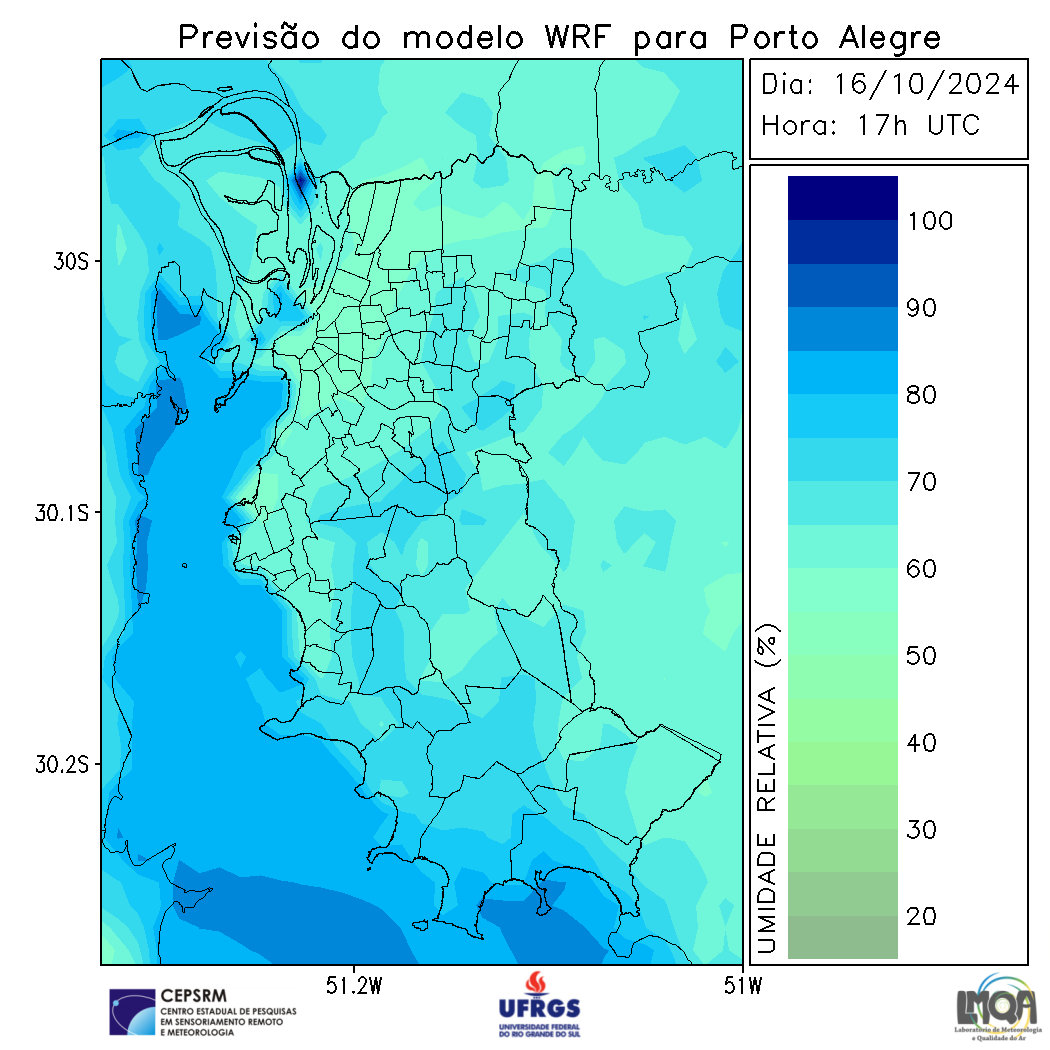 Previsão do modelo WRF para Porto Alegre
Dia: 16/10/2024
Hora: 17h UTC
30S
30.1S
30.2S
51.2W
51W
100
90
80
70
60
50
40
30
20
UMIDADE RELATIVA (%)
CEPSRM
CENTRO ESTADUAL DE PESQUISAS
EM SENSORIAMENTO REMOTO
E METEOROLOGIA
UFRGS
UNIVERSIDADE FEDERAL
DO RIO GRANDE DO SUL
LMQA
Laboratório de Meteorologia
e Qualidade do Ar